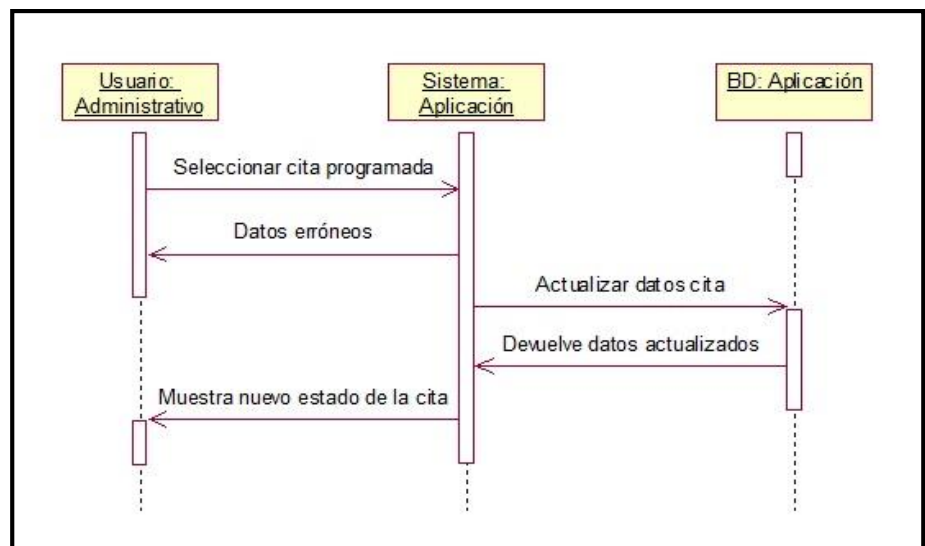 Usuario:
Administrativo
Sistema:
Aplicación
BD: Aplicación
Seleccionar cita programada
Datos erróneos
Actualizar datos cita
Devuelve datos actualizados
Muestra nuevo estado de la cita